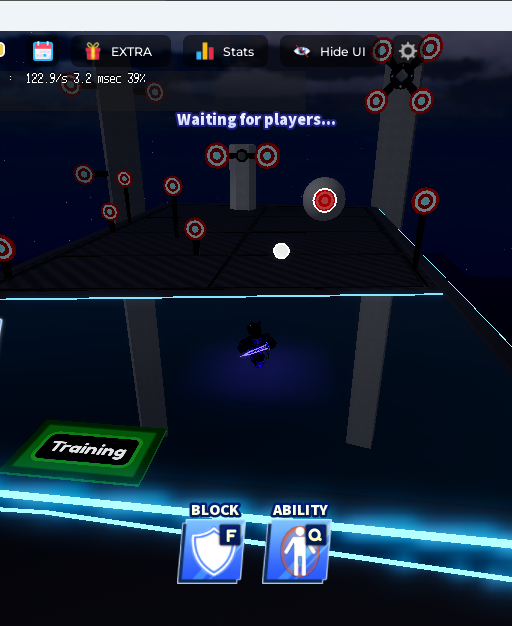 EXTRA
Stats
Hide UI
: 122.9/s 3.2 msec 39%
Waiting for players...
Training
BLOCK
ABILITY
F
Q